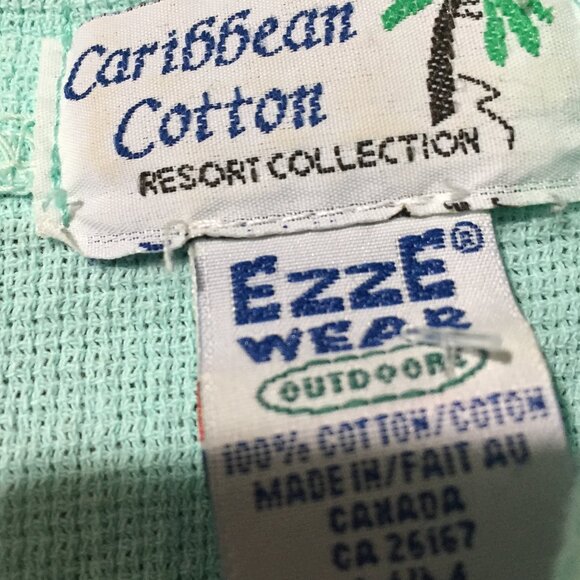 Caribbean
Cotton
RESORT COLLECTION
EzzE®
WEAR
OUTDOORS
100% COTTON/COTON
MADE IN/FAIT AU
CANADA
CA 26167